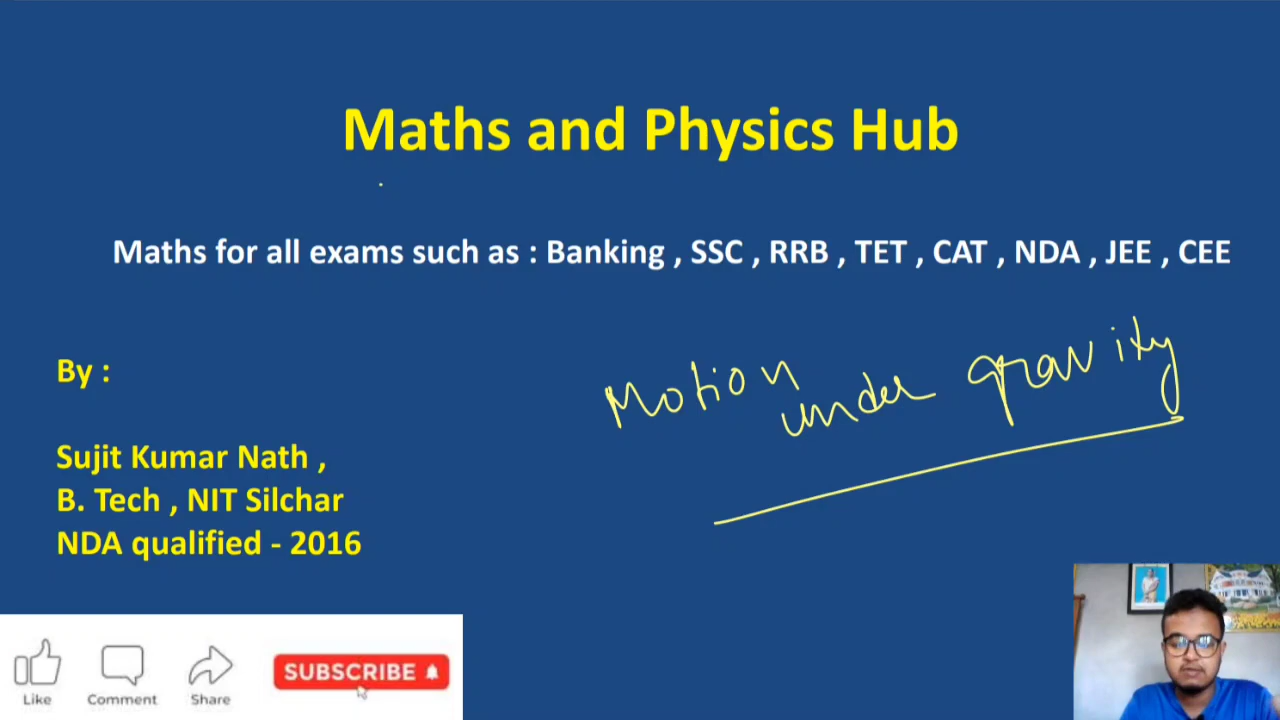 Maths and Physics Hub
Maths for all exams such as : Banking , SSC , RRB , TET , CAT , NDA , JEE , CEE
Motion under gravity
By :
Sujit Kumar Nath ,
B. Tech , NIT Silchar
NDA qualified - 2016
Like Comment Share SUBSCRIBE